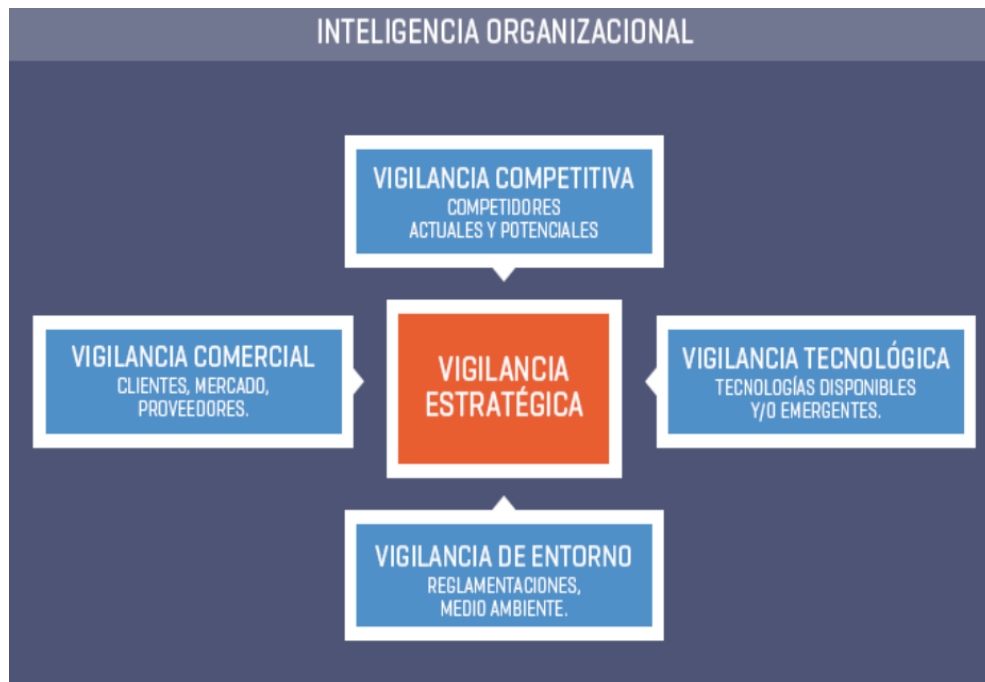 INTELIGENCIA ORGANIZACIONAL
VIGILANCIA COMPETITIVA
COMPETIDORES
ACTUALES Y POTENCIALES
VIGILANCIA COMERCIAL
CLIENTES, MERCADO,
PROVEEDORES.
VIGILANCIA
ESTRATÉGICA
VIGILANCIA TECNOLÓGICA
TECNOLOGÍAS DISPONIBLES
Y/O EMERGENTES.
VIGILANCIA DE ENTORNO
REGLAMENTACIONES,
MEDIO AMBIENTE.